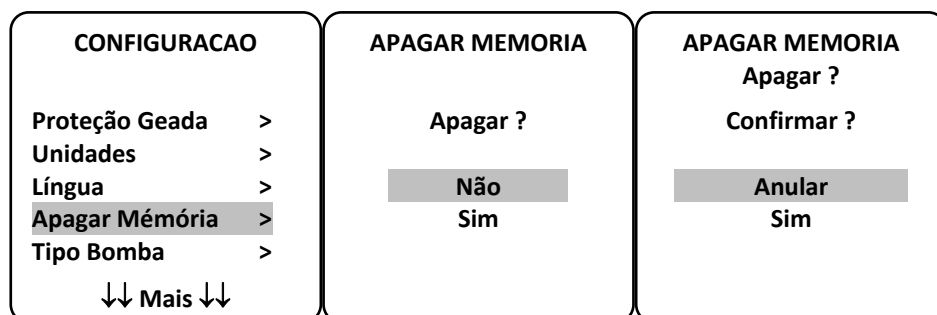 CONFIGURACAO
Proteção Geada >
Unidades >
Língua >
Apagar Mémória >
Tipo Bomba >
↓↓ Mais ↓↓
APAGAR MEMORIA
Apagar ?
Não
Sim
APAGAR MEMORIA
Apagar ?
Confirmar ?
Anular
Sim